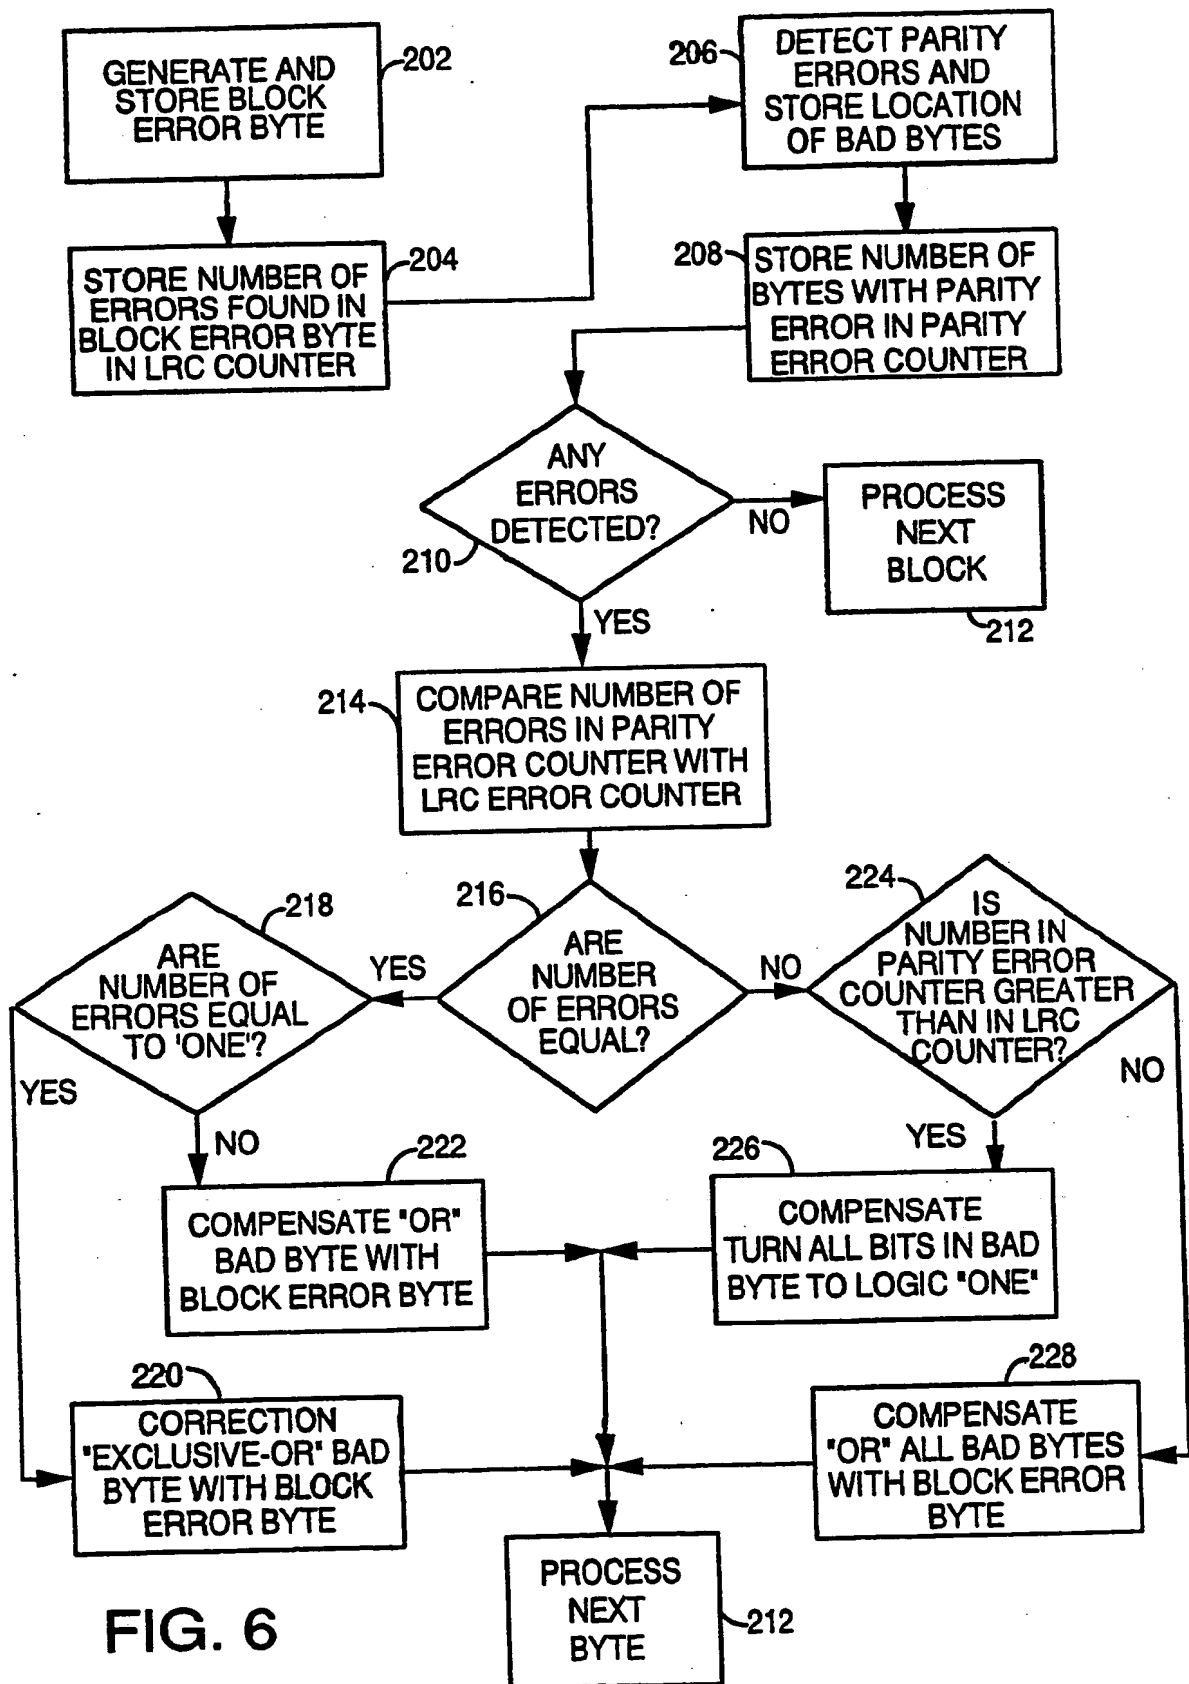 GENERATE AND
STORE BLOCK
ERROR BYTE
202
STORE NUMBER OF
ERRORS FOUND IN
BLOCK ERROR BYTE
IN LRC COUNTER
204
206
DETECT PARITY
ERRORS AND
STORE LOCATION
OF BAD BYTES
208
STORE NUMBER OF
BYTES WITH PARITY
ERROR IN PARITY
ERROR COUNTER
ANY
ERRORS
DETECTED?
210
NO
YES
PROCESS
NEXT
BLOCK
212
214
COMPARE NUMBER OF
ERRORS IN PARITY
ERROR COUNTER WITH
LRC ERROR COUNTER
216
ARE
NUMBER
OF ERRORS
EQUAL?
YES
NO
218
ARE
NUMBER OF
ERRORS EQUAL
TO 'ONE'?
YES
NO
224
IS
NUMBER IN
PARITY ERROR
COUNTER GREATER
THAN IN LRC
COUNTER?
NO
YES
222
COMPENSATE "OR"
BAD BYTE WITH
BLOCK ERROR BYTE
226
COMPENSATE
TURN ALL BITS IN BAD
BYTE TO LOGIC "ONE"
220
CORRECTION
"EXCLUSIVE-OR" BAD
BYTE WITH BLOCK
ERROR BYTE
228
COMPENSATE
"OR" ALL BAD BYTES
WITH BLOCK ERROR
BYTE
PROCESS
NEXT
BYTE
212
FIG. 6